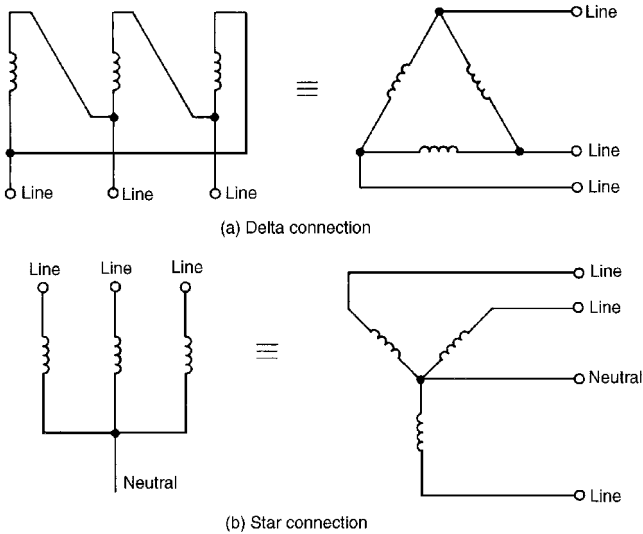 Line
Line
Line
Line Line Line
(a) Delta connection
Line Line Line
Line
Line
Neutral
Neutral
Line
(b) Star connection